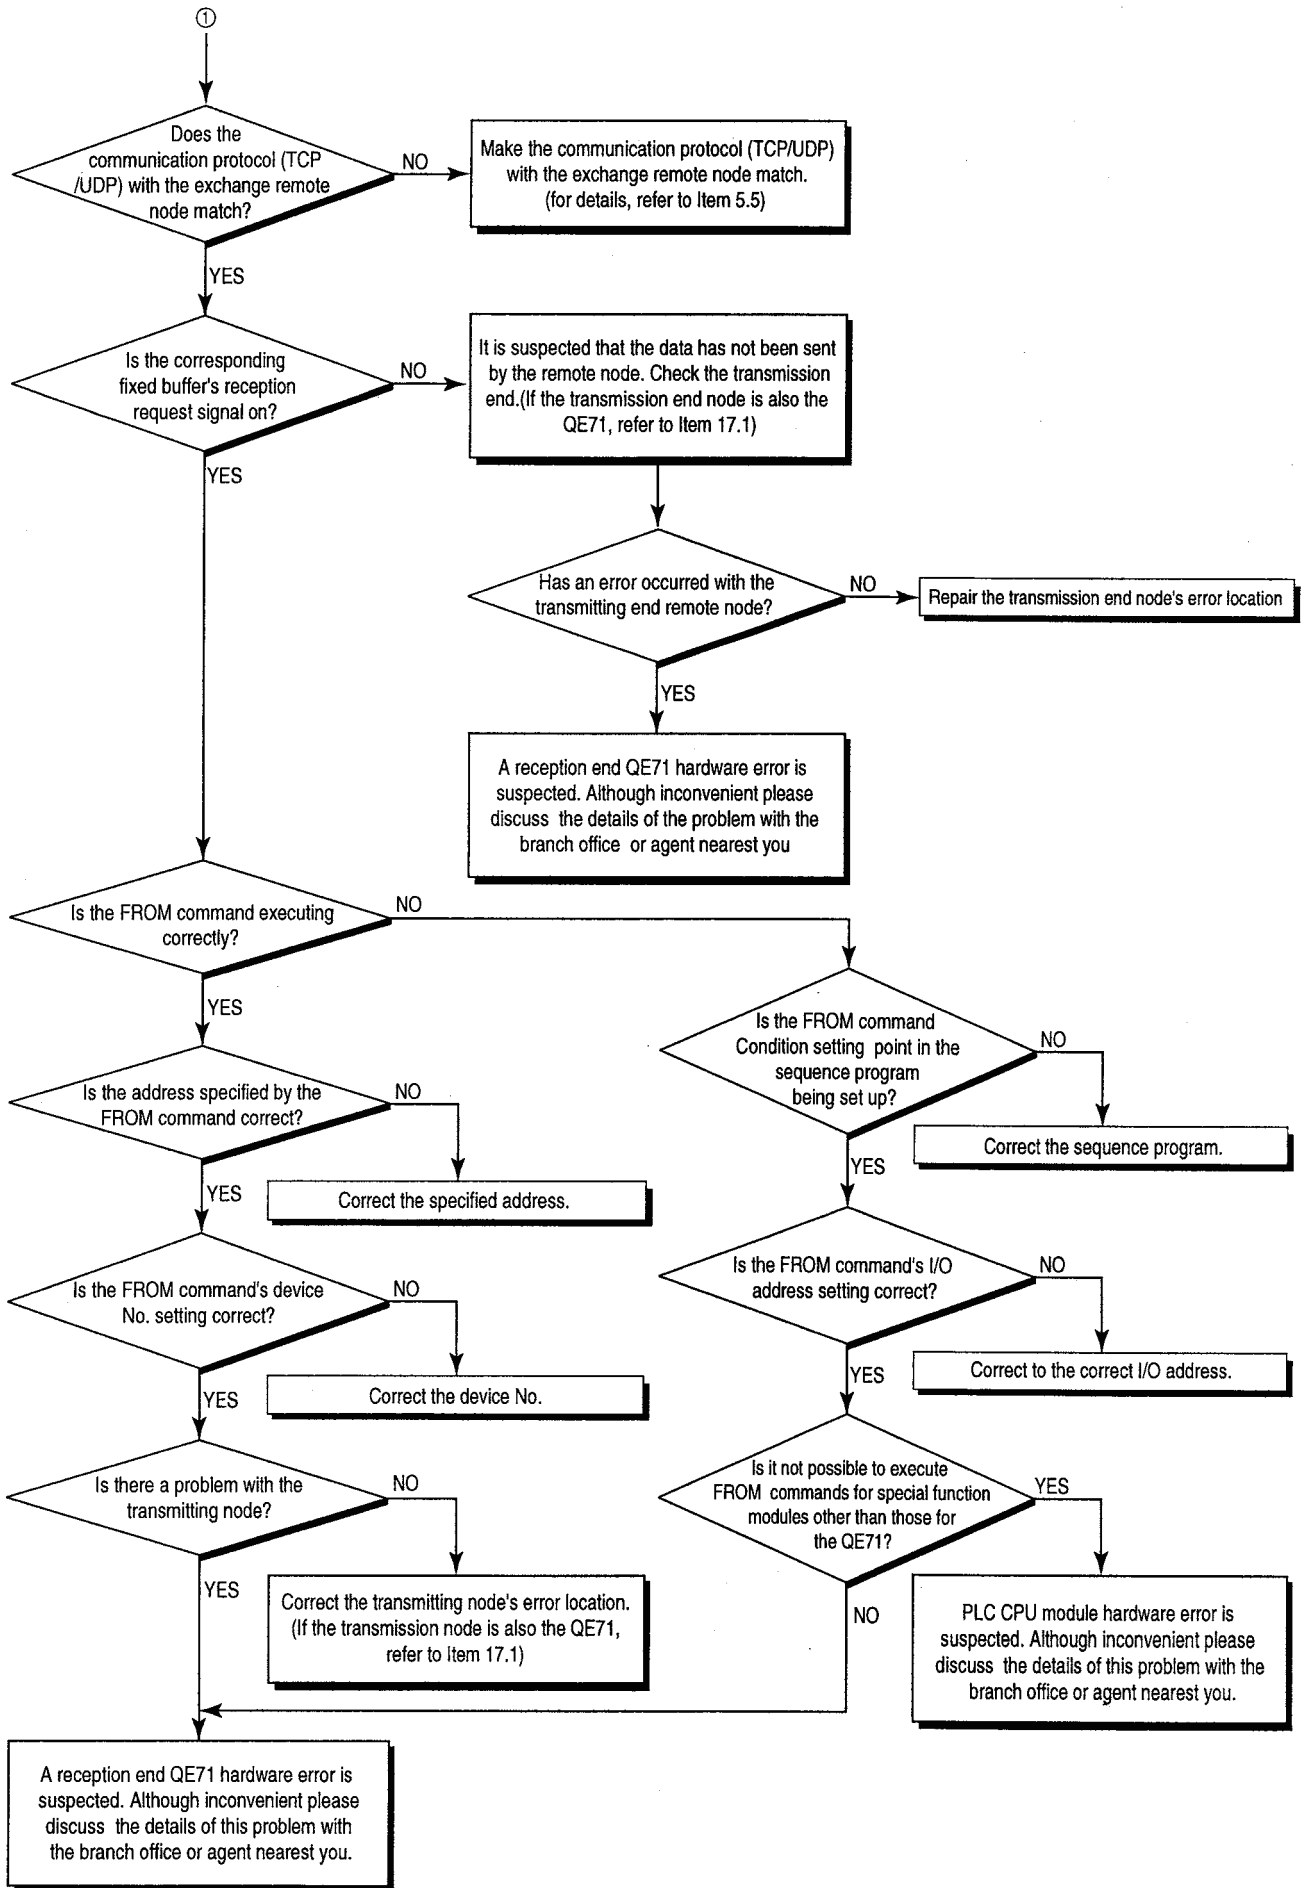 ①
Does the
communication protocol (TCP
/UDP) with the exchange remote
node match?
NO
Make the communication protocol (TCP/UDP)
with the exchange remote node match.
(for details, refer to Item 5.5)
YES
Is the corresponding
fixed buffer's reception
request signal on?
NO
It is suspected that the data has not been sent
by the remote node. Check the transmission
end.(If the transmission end node is also the
QE71, refer to Item 17.1)
YES
Has an error occurred with the
transmitting end remote node?
NO
Repair the transmission end node's error location
YES
A reception end QE71 hardware error is
suspected. Although inconvenient please
discuss the details of the problem with the
branch office or agent nearest you
Is the FROM command executing
correctly?
NO
YES
Is the FROM command
Condition setting point in the
sequence program
being set up?
NO
Correct the sequence program.
YES
Is the address specified by the
FROM command correct?
NO
Correct the specified address.
YES
Is the FROM command's I/O
address setting correct?
NO
Correct to the correct I/O address.
YES
Is the FROM command's device
No. setting correct?
NO
Correct the device No.
YES
Is it not possible to execute
FROM commands for special function
modules other than those for
the QE71?
YES
PLC CPU module hardware error is
suspected. Although inconvenient please
discuss the details of this problem with the
branch office or agent nearest you.
NO
Is there a problem with the
transmitting node?
NO
Correct the transmitting node's error location.
(If the transmission node is also the QE71,
refer to Item 17.1)
YES
A reception end QE71 hardware error is
suspected. Although inconvenient please
discuss the details of this problem with
the branch office or agent nearest you.